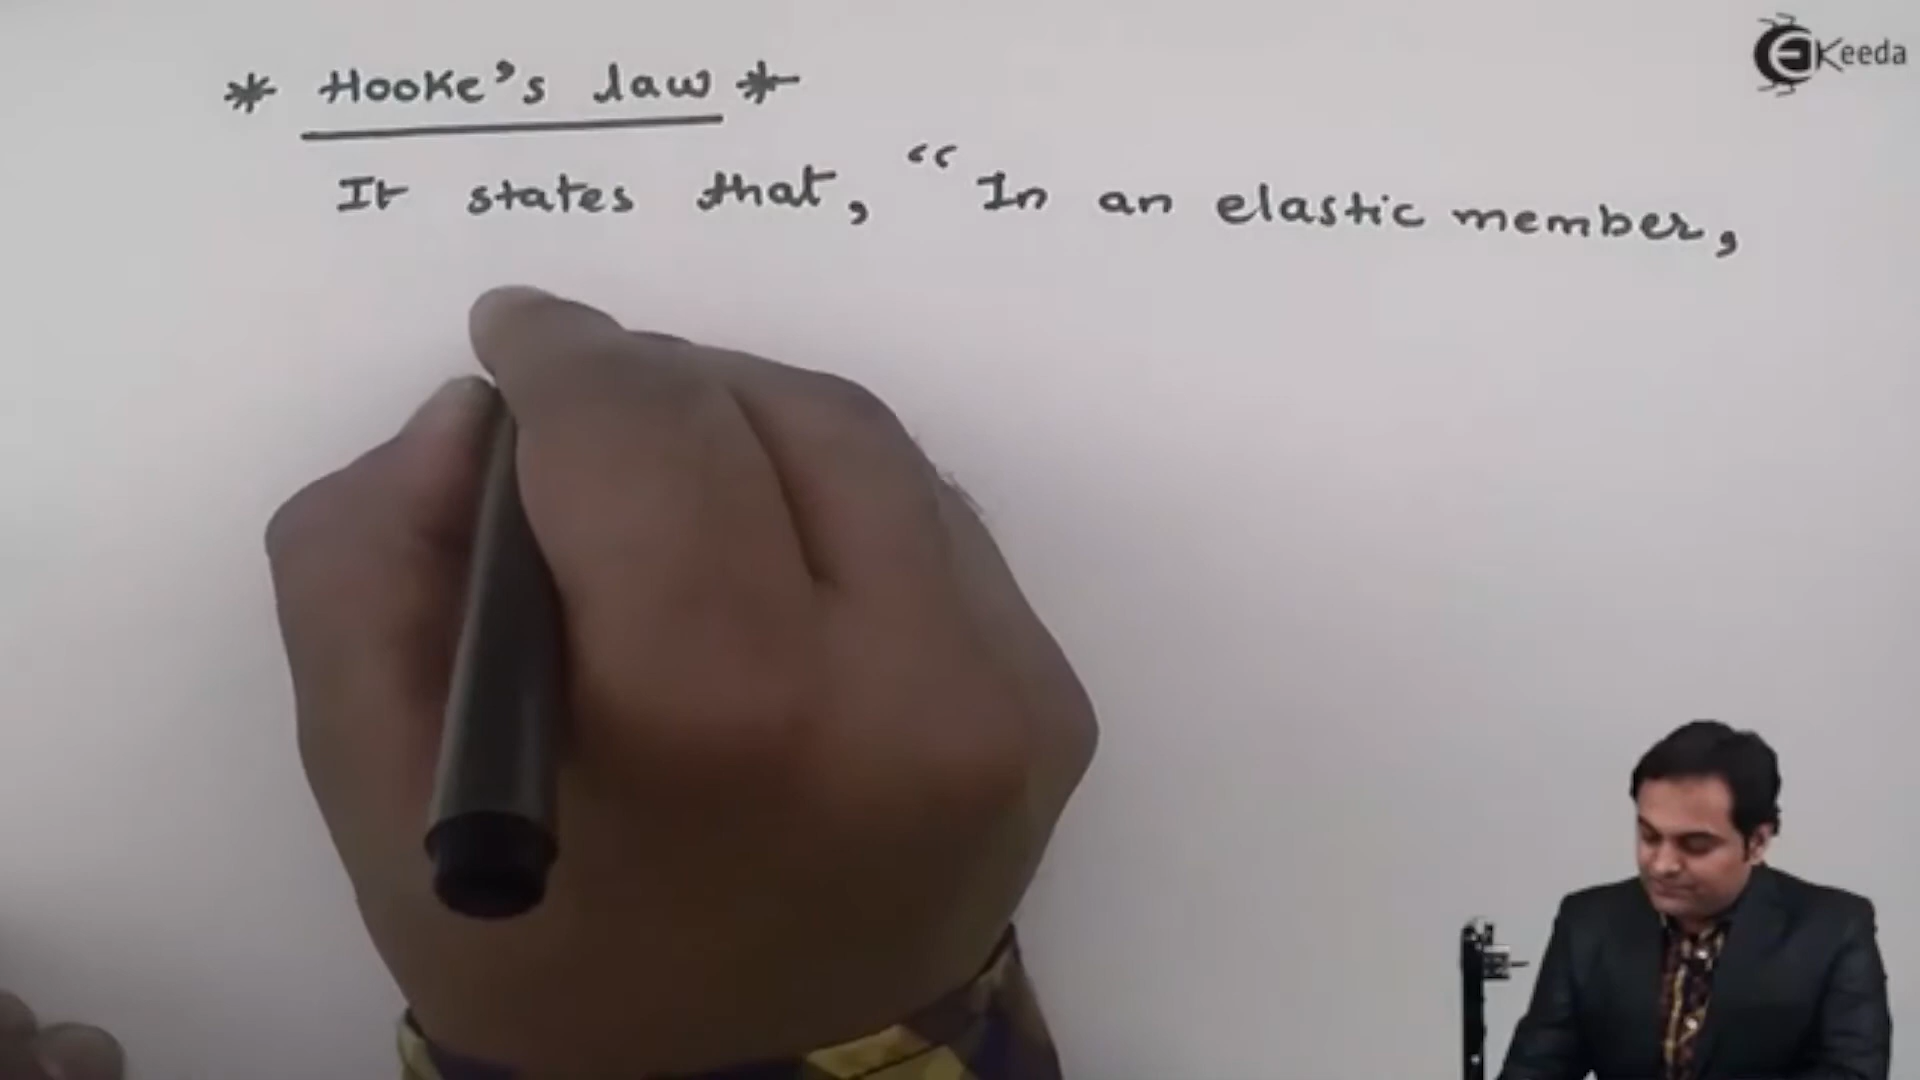 * Hooke's law *
It states that, “In an elastic member,
EKeeda